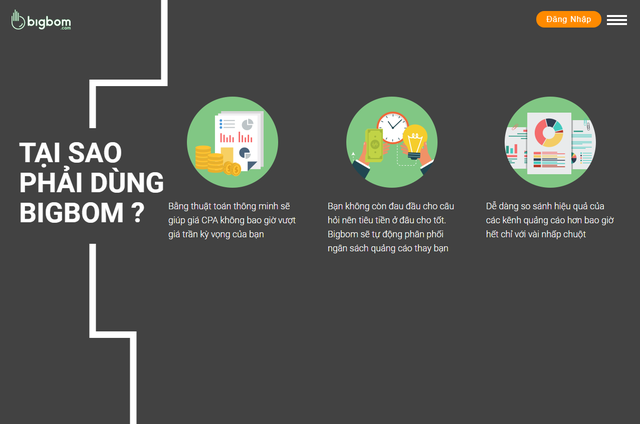 bigbom
.com
Đăng Nhập
TẠI SAO
PHẢI DÙNG
BIGBOM ?
Bằng thuật toán thông minh sẽ
giúp giá CPA không bao giờ vượt
giá trần kỳ vọng của bạn
Bạn không còn đau đầu cho câu
hỏi nên tiêu tiền ở đâu cho tốt.
Bigbom sẽ tự động phân phối
ngân sách quảng cáo thay bạn
Dễ dàng so sánh hiệu quả của
các kênh quảng cáo hơn bao giờ
hết chỉ với vài nhấp chuột